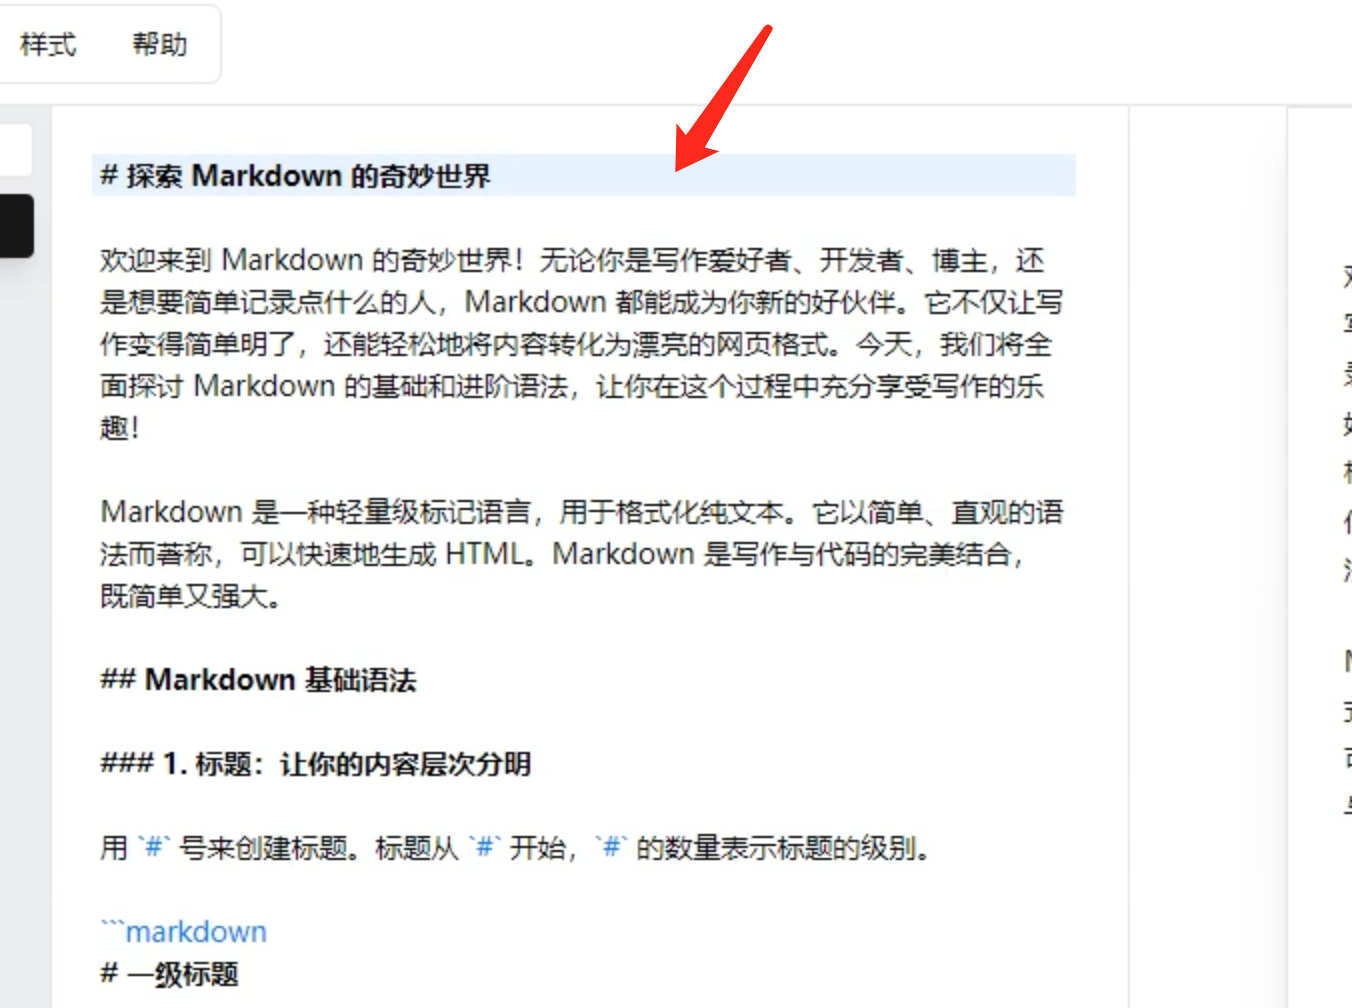 样式 帮助
# 探索 Markdown 的奇妙世界
欢迎来到 Markdown 的奇妙世界！无论你是写作爱好者、开发者、博主，还
是想要简单记录点什么的人，Markdown 都能成为你新的好伙伴。它不仅让写
作变得简单明了，还能轻松地将内容转化为漂亮的网页格式。今天，我们将全
面探讨 Markdown 的基础和进阶语法，让你在这个过程中充分享受写作的乐
趣！
Markdown 是一种轻量级标记语言，用于格式化纯文本。它以简单、直观的语
法而著称，可以快速地生成 HTML。Markdown 是写作与代码的完美结合，
既简单又强大。
## Markdown 基础语法
### 1. 标题：让你的内容层次分明
用 `#` 号来创建标题。标题从 `#` 开始，`#` 的数量表示标题的级别。
```markdown
# 一级标题